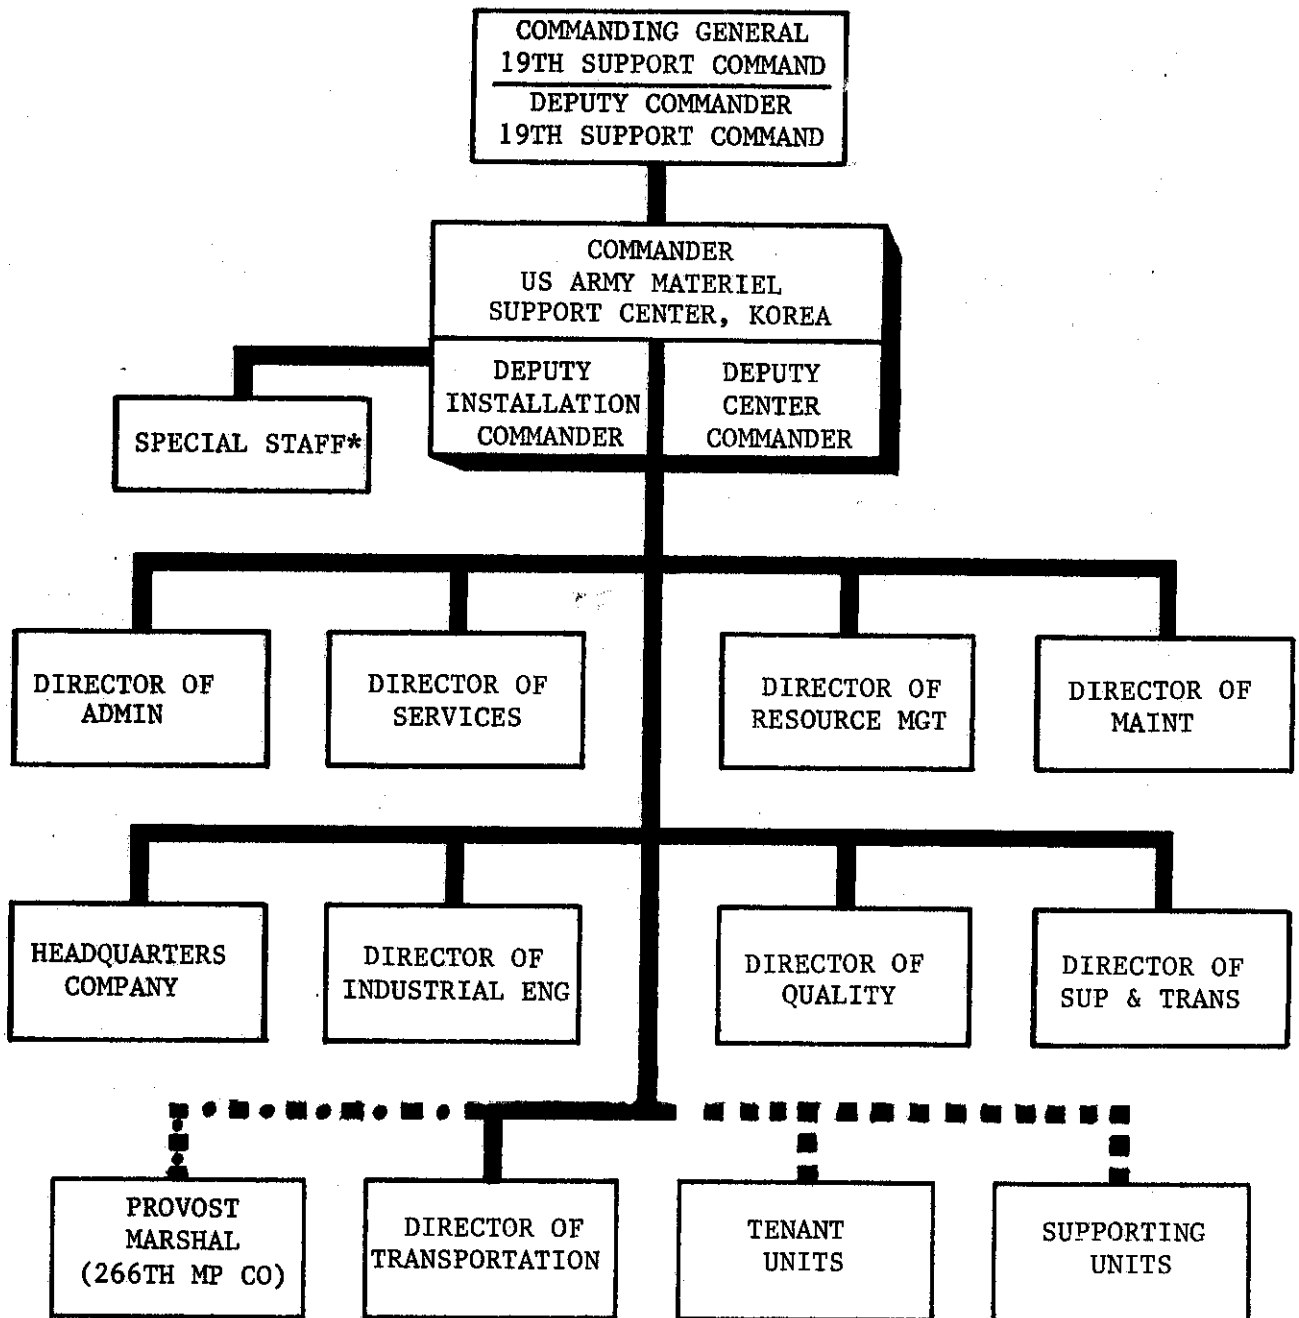 COMMANDING GENERAL
19TH SUPPORT COMMAND
DEPUTY COMMANDER
19TH SUPPORT COMMAND
COMMANDER
US ARMY MATERIEL
SUPPORT CENTER, KOREA
DEPUTY
INSTALLATION
COMMANDER
DEPUTY
CENTER
COMMANDER
SPECIAL STAFF*
DIRECTOR OF
ADMIN
DIRECTOR OF
SERVICES
DIRECTOR OF
RESOURCE MGT
DIRECTOR OF
MAINT
HEADQUARTERS
COMPANY
DIRECTOR OF
INDUSTRIAL ENG
DIRECTOR OF
QUALITY
DIRECTOR OF
SUP & TRANS
PROVOST
MARSHAL
(266TH MP CO)
DIRECTOR OF
TRANSPORTATION
TENANT
UNITS
SUPPORTING
UNITS